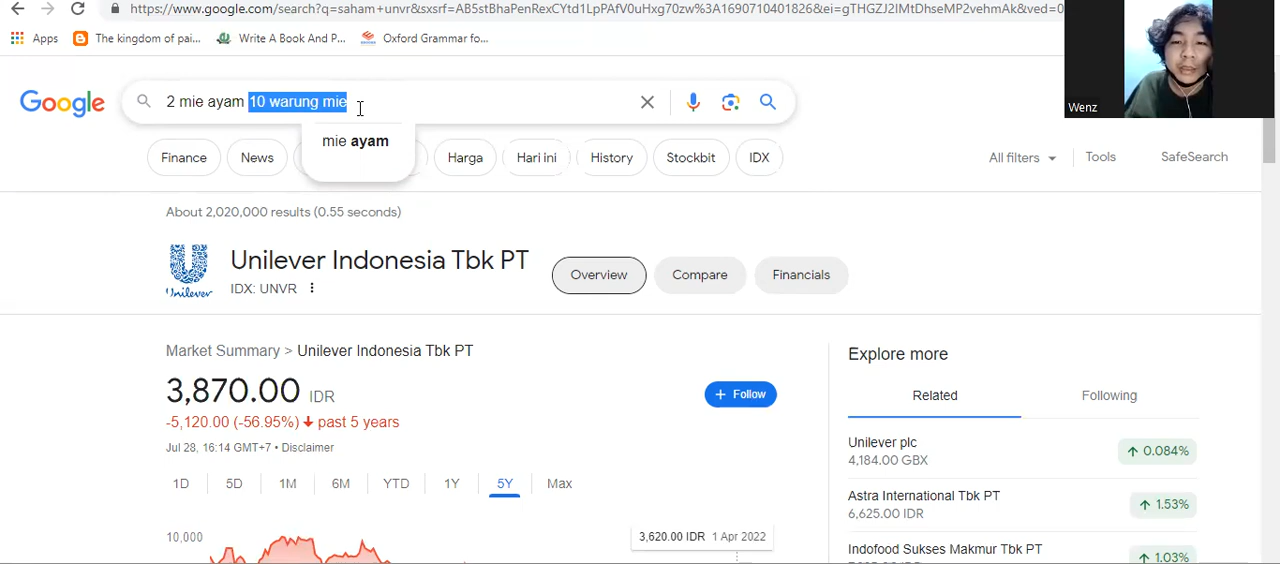 https://www.google.com/search?q=saham+unvr&sxsrf=AB5stBhaPenRexCYtd1LpPAfV0uHxg70zw%3A1690710401826&ei=gTHGZJ2IMtDhseMP2vehmAk&ved=0
Apps The kingdom of pai... Write A Book And P... Oxford Grammar fo...
Wenz
Google 2 mie ayam 10 warung mie
mie ayam
Finance News Harga Hari ini History Stockbit IDX All filters Tools SafeSearch
About 2,020,000 results (0.55 seconds)
Unilever Indonesia Tbk PT
Unilever IDX: UNVR
Overview Compare Financials
Market Summary > Unilever Indonesia Tbk PT
3,870.00 IDR
+ Follow
-5,120.00 (-56.95%) past 5 years
Jul 28, 16:14 GMT+7 • Disclaimer
1D 5D 1M 6M YTD 1Y 5Y Max
10,000
3,620.00 IDR 1 Apr 2022
Explore more
Related Following
Unilever plc
4,184.00 GBX
0.084%
Astra International Tbk PT
6,625.00 IDR
1.53%
Indofood Sukses Makmur Tbk PT
1.03%